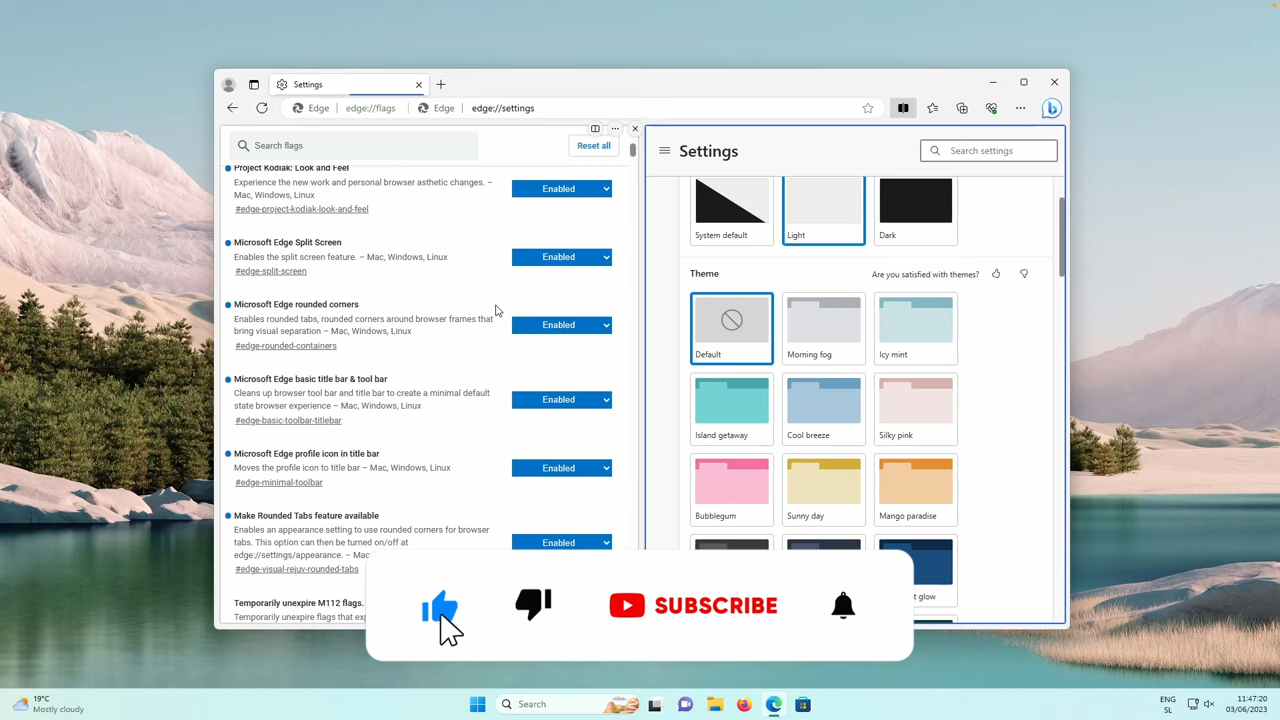 Settings
Edge | edge://flags | Edge | edge://settings
Search flags
Reset all
Project Kodiak: Look and Feel
Experience the new work and personal browser asthetic changes. –
Mac, Windows, Linux
#edge-project-kodiak-look-and-feel
Enabled
Microsoft Edge Split Screen
Enables the split screen feature. – Mac, Windows, Linux
#edge-split-screen
Enabled
Microsoft Edge rounded corners
Enables rounded tabs, rounded corners around browser frames that
bring visual separation – Mac, Windows, Linux
#edge-rounded-containers
Enabled
Microsoft Edge basic title bar & tool bar
Cleans up browser tool bar and title bar to create a minimal default
state browser experience – Mac, Windows, Linux
#edge-basic-toolbar-titlebar
Enabled
Microsoft Edge profile icon in title bar
Moves the profile icon to title bar – Mac, Windows, Linux
#edge-minimal-toolbar
Enabled
Make Rounded Tabs feature available
Enables an appearance setting to use rounded corners for browser
tabs. This option can then be turned on/off at
edge://settings/appearance. – Mac,
#edge-visual-rejuv-rounded-tabs
Enabled
Temporarily unexpire M112 flags.
Temporarily unexpire flags that
Settings
Search settings
System default
Light
Dark
Theme
Are you satisfied with themes?
Default
Morning fog
Icy mint
Island getaway
Cool breeze
Silky pink
Bubblegum
Sunny day
Mango paradise
glow
SUBSCRIBE
19°C
Mostly cloudy
Search
ENG
SL
11:47:20
03/06/2023